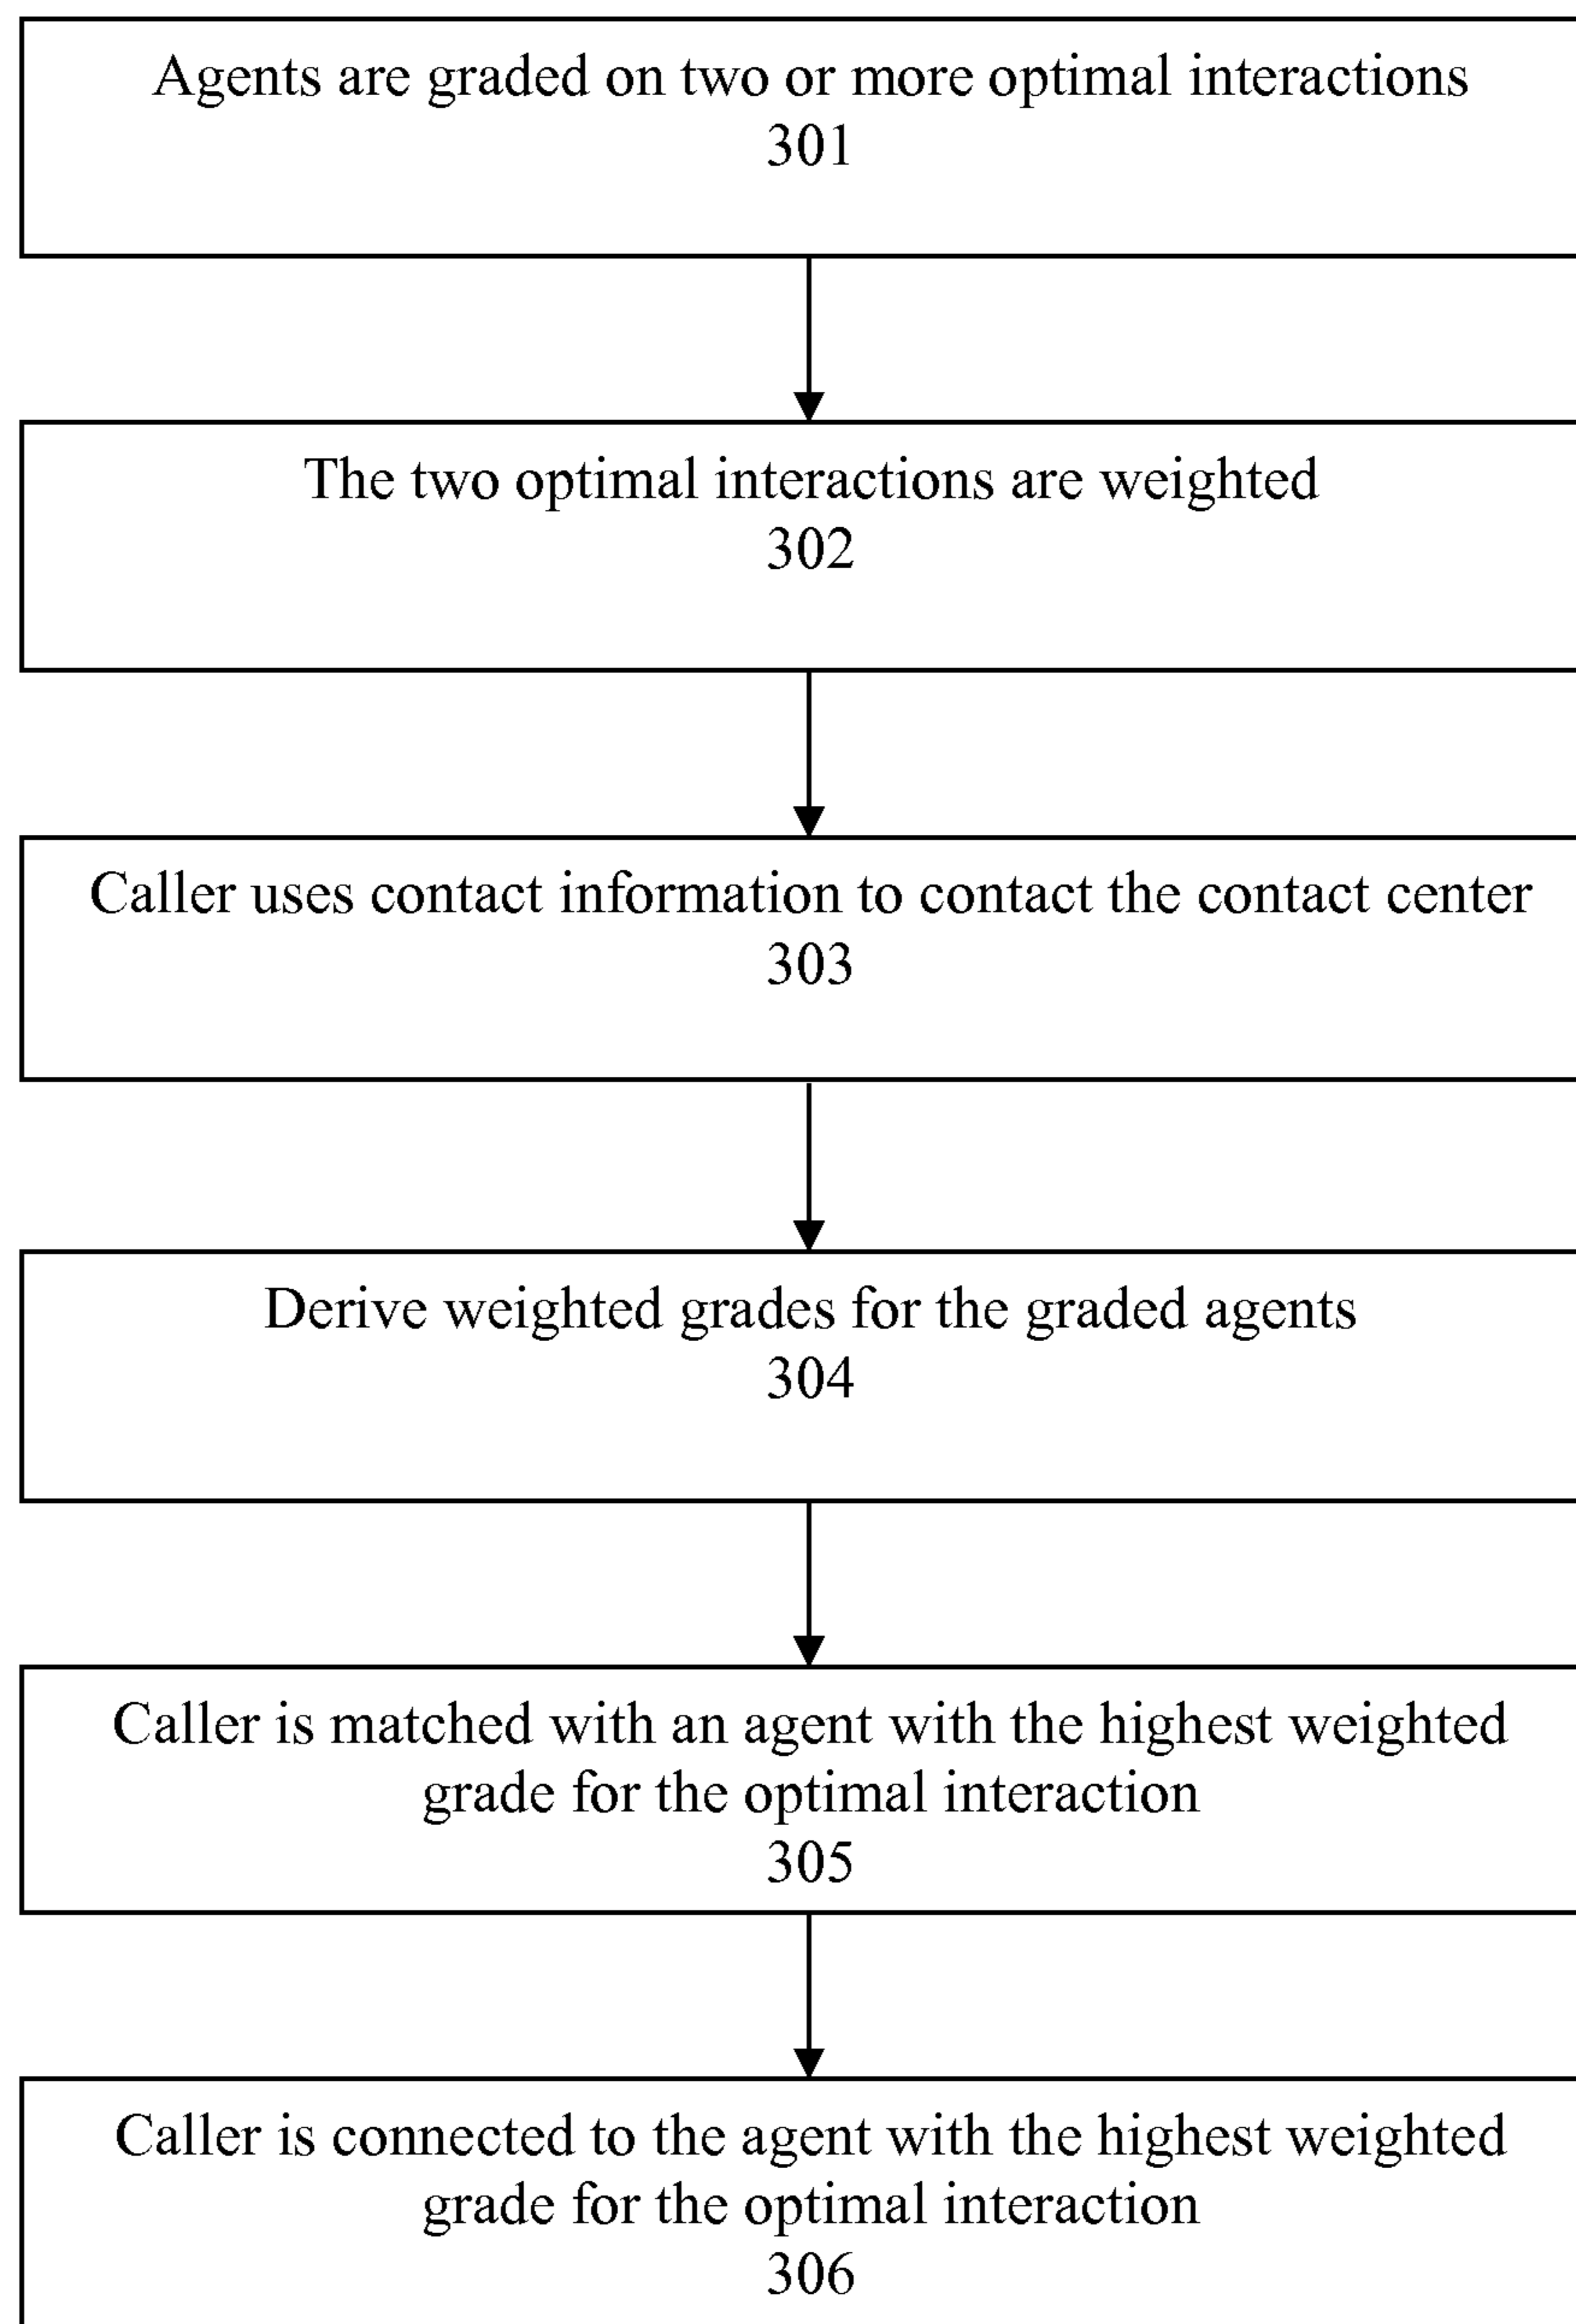 Agents are graded on two or more optimal interactions
301
The two optimal interactions are weighted
302
Caller uses contact information to contact the contact center
303
Derive weighted grades for the graded agents
304
Caller is matched with an agent with the highest weighted
grade for the optimal interaction
305
Caller is connected to the agent with the highest weighted
grade for the optimal interaction
306